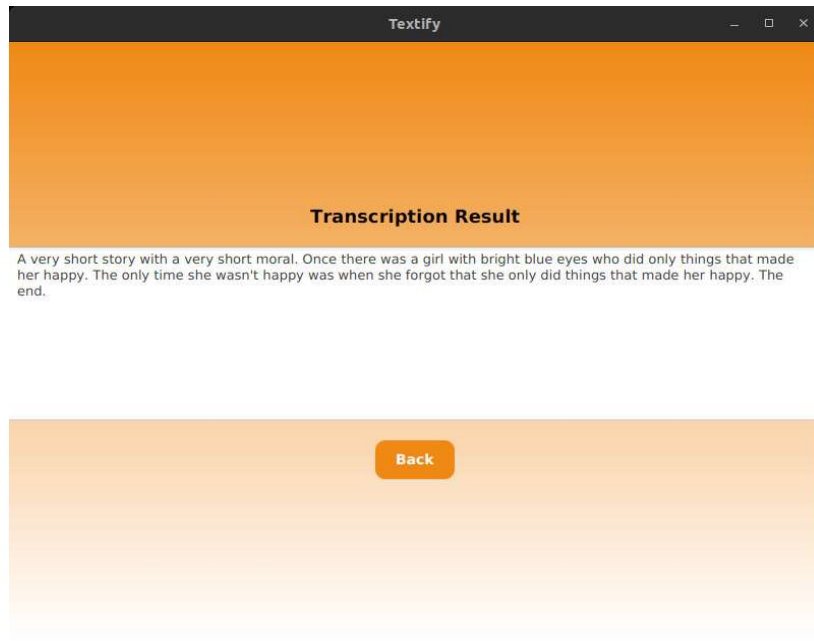 Textify
Transcription Result
A very short story with a very short moral. Once there was a girl with bright blue eyes who did only things that made
her happy. The only time she wasn't happy was when she forgot that she only did things that made her happy. The
end.
Back